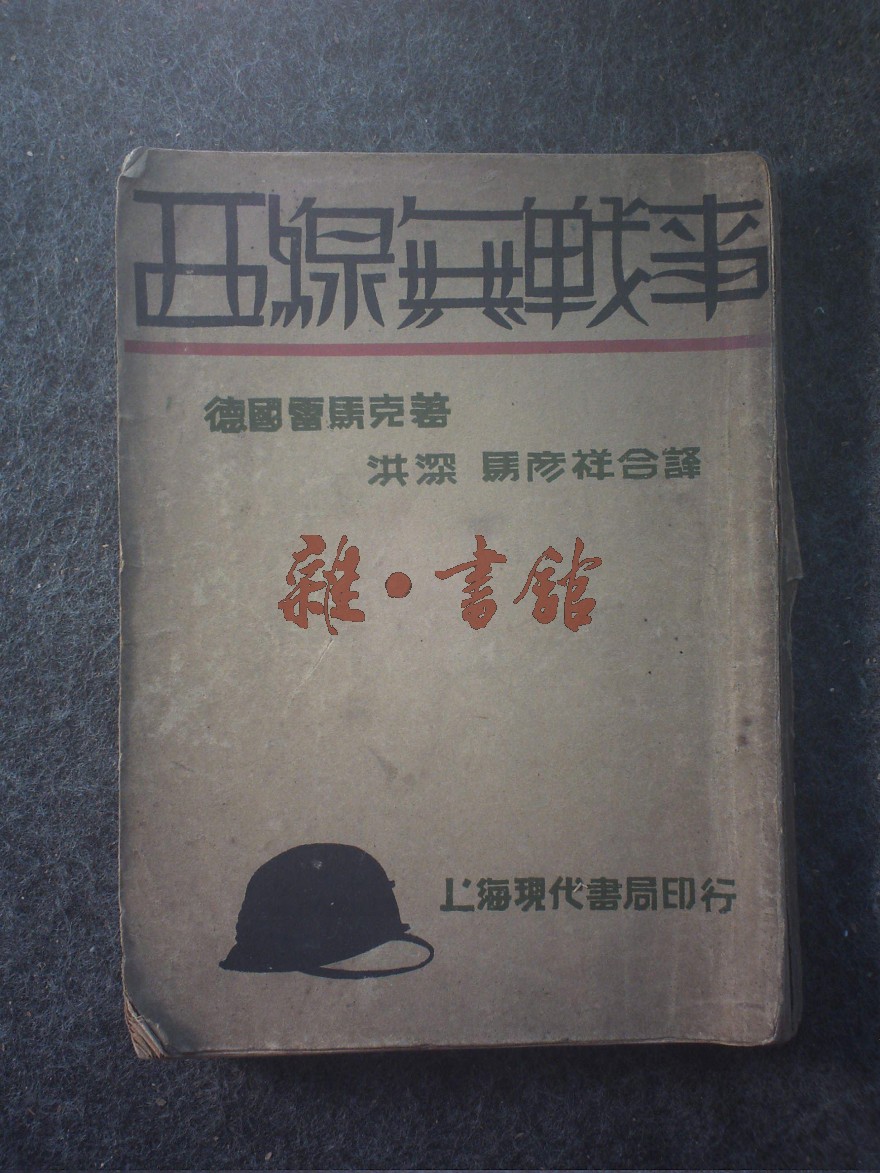 西線無戰事
德國雷馬克著
洪深 馬彥祥合譯
雜·書館
上海現代書局印行